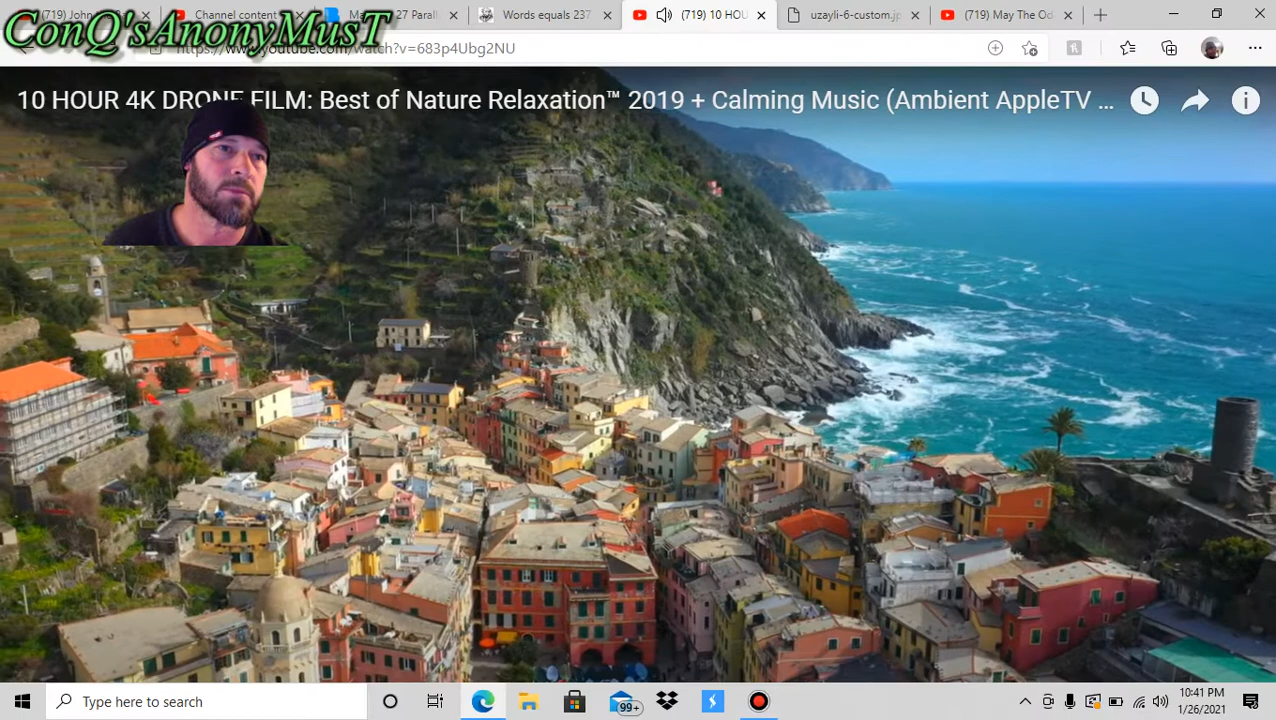 ConQ'sAnonyMusT
(719) John
Channel content
27 Parall
Words equals 237
(719) 10 HOU
uzayli-6-custom.jp
(719) May The Oc
https://www.youtube.com/watch?v=683p4Ubg2NU
10 HOUR 4K DRONE FILM: Best of Nature Relaxation™ 2019 + Calming Music (Ambient AppleTV ...
Type here to search
99+
10:41 PM
1/26/2021